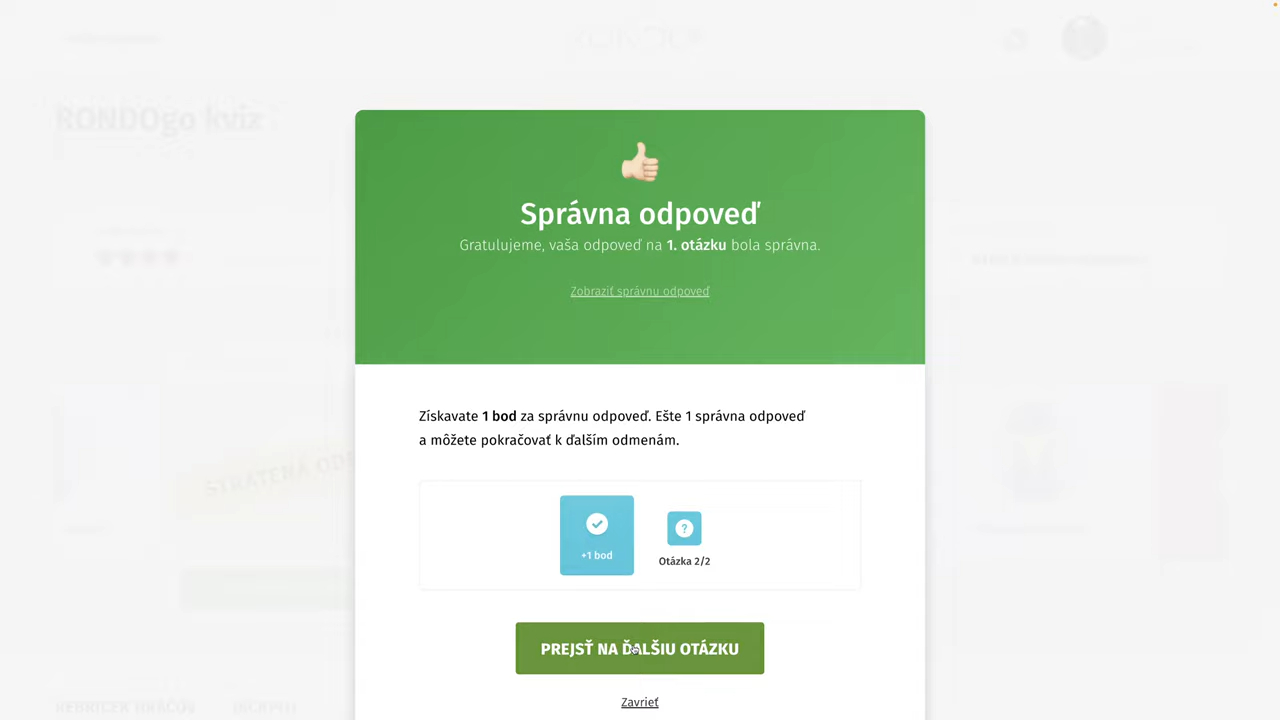 RONDOgo kvíz
Správna odpoveď
Gratulujeme, vaša odpoveď na 1. otázku bola správna.
Zobraziť správnu odpoveď
Získavate 1 bod za správnu odpoveď. Ešte 1 správna odpoveď
a môžete pokračovať k ďalším odmenám.
+1 bod
?
Otázka 2/2
PREJSŤ NA ĎALŠIU OTÁZKU
Zavrieť